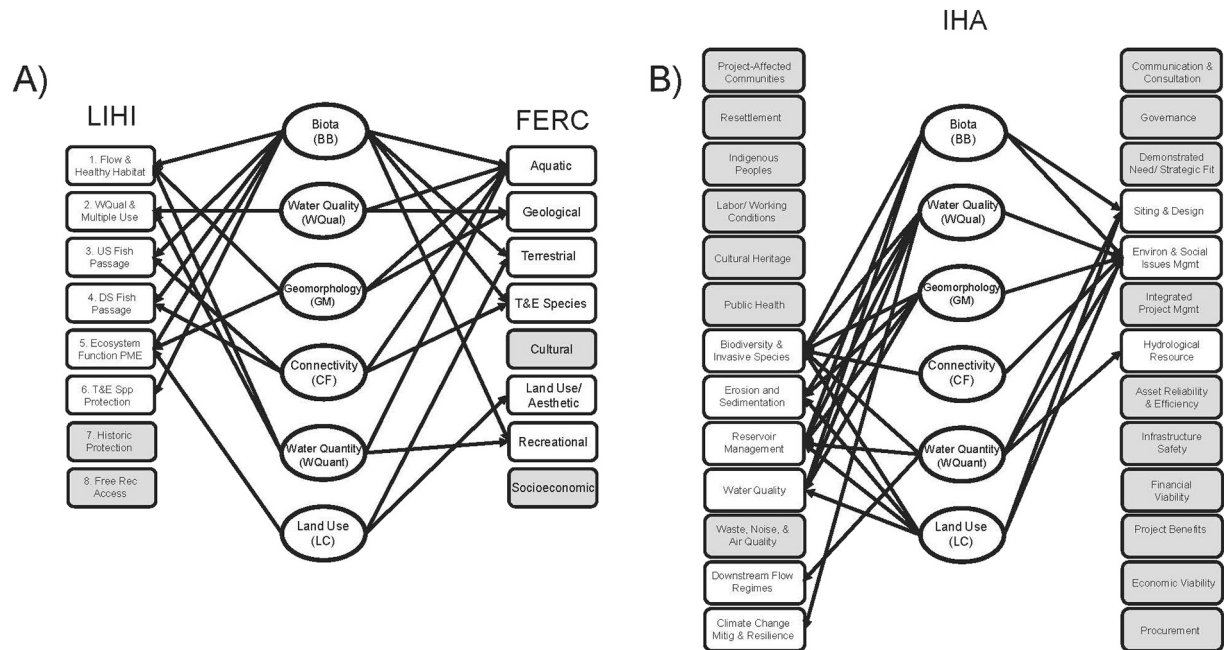 A)
LIHI
1. Flow &
Healthy Habitat
2. WQual &
Multiple Use
3. US Fish
Passage
4. DS Fish
Passage
5. Ecosystem
Function PME
6. T&E Spp
Protection
7. Historic
Protection
8. Free Rec
Access
Biota
(BB)
Water Quality
(WQual)
Geomorphology
(GM)
Connectivity
(CF)
Water Quantity
(WQuant)
Land Use
(LC)
FERC
Aquatic
Geological
Terrestrial
T&E Species
Cultural
Land Use/
Aesthetic
Recreational
Socioeconomic
IHA
B)
Project-Affected
Communities
Resettlement
Indigenous
Peoples
Labor/ Working
Conditions
Cultural Heritage
Public Health
Biodiversity &
Invasive Species
Erosion and
Sedimentation
Reservoir
Management
Water Quality
Waste, Noise, &
Air Quality
Downstream Flow
Regimes
Climate Change
Mitig & Resilience
Biota
(BB)
Water Quality
(WQual)
Geomorphology
(GM)
Connectivity
(CF)
Water Quantity
(WQuant)
Land Use
(LC)
Communication &
Consultation
Governance
Demonstrated
Need/ Strategic Fit
Siting & Design
Environ & Social
Issues Mgmt
Integrated
Project Mgmt
Hydrological
Resource
Asset Reliability
& Efficiency
Infrastructure
Safety
Financial
Viability
Project Benefits
Economic Viability
Procurement